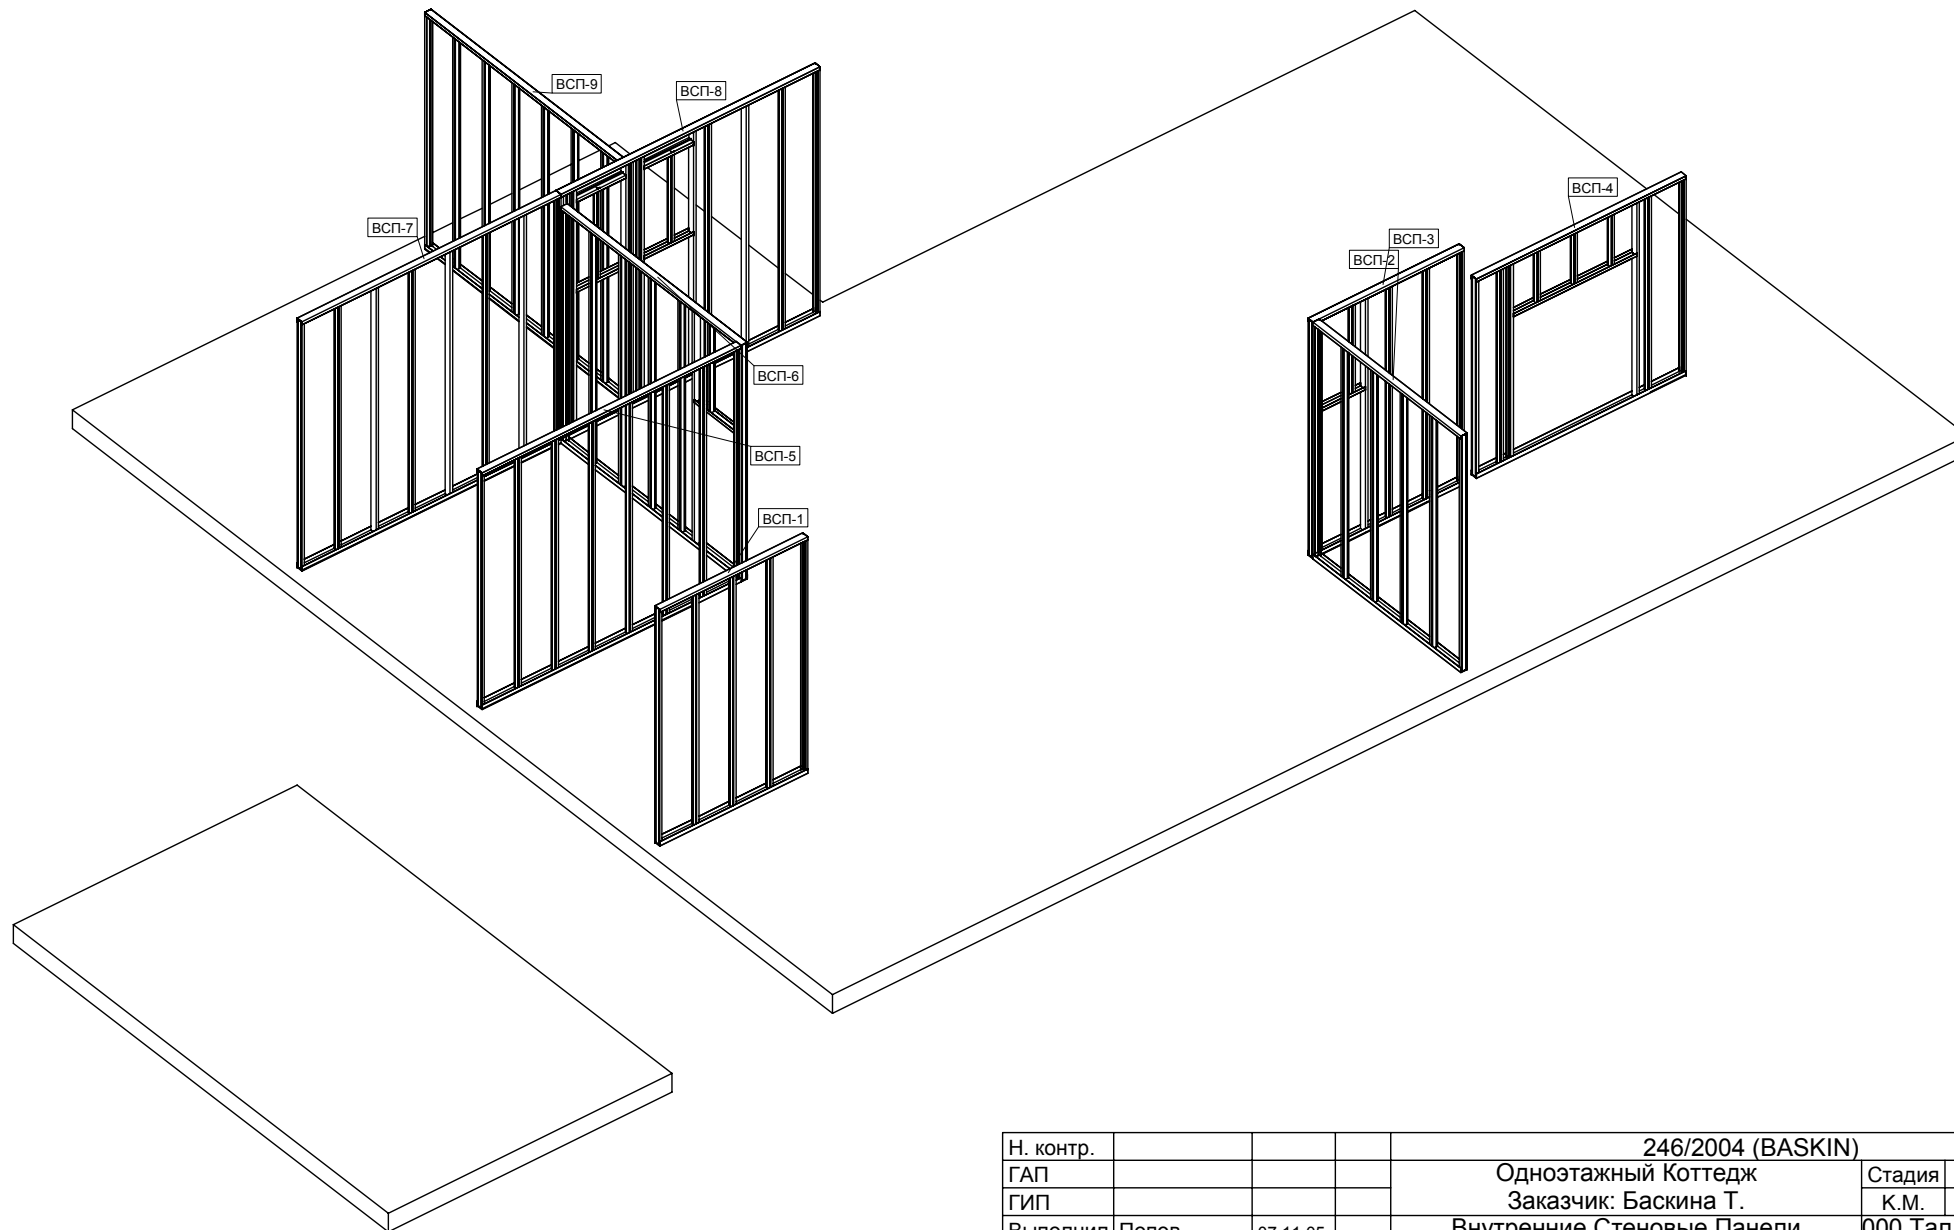 ВСП-9
ВСП-8
ВСП-7
ВСП-4
ВСП-3
ВСП-2
ВСП-6
ВСП-5
ВСП-1
Н. контр.
246/2004 (BASKIN)
ГАП
Одноэтажный Коттедж
Стадия
ГИП
Заказчик: Баскина Т.
К.М.
Выполнил Попов 07.11.05 Внутренние Стеновые Панели